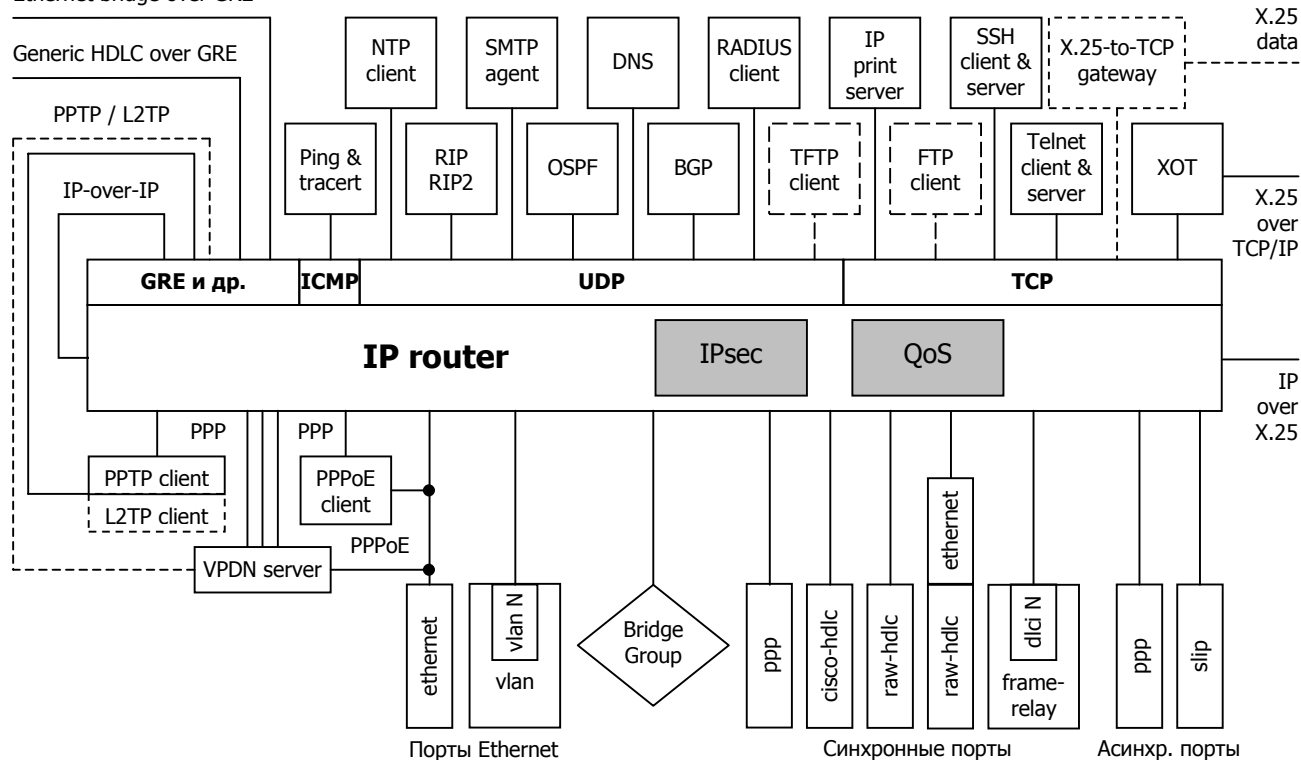 Ethernet bridge over GRE
Generic HDLC over GRE
PPTP / L2TP
IP-over-IP
NTP
client
SMTP
agent
DNS
RADIUS
client
IP
print
server
SSH
client &
server
X.25-to-TCP
gateway
X.25
data
Ping &
tracert
RIP
RIP2
OSPF
BGP
TFTP
client
FTP
client
Telnet
client &
server
XOT
X.25
over
TCP/IP
GRE и др.
ICMP
UDP
TCP
IP router
IPsec
QoS
IP
over
X.25
PPP
PPP
PPTP client
L2TP client
PPPoE
client
PPPoE
VPDN server
ethernet
vlan N
vlan
Bridge
Group
ppp
cisco-hdlc
raw-hdlc
ethernet
raw-hdlc
dlci N
frame-
relay
ppp
slip
Порты Ethernet
Синхронные порты
Асинхр. порты